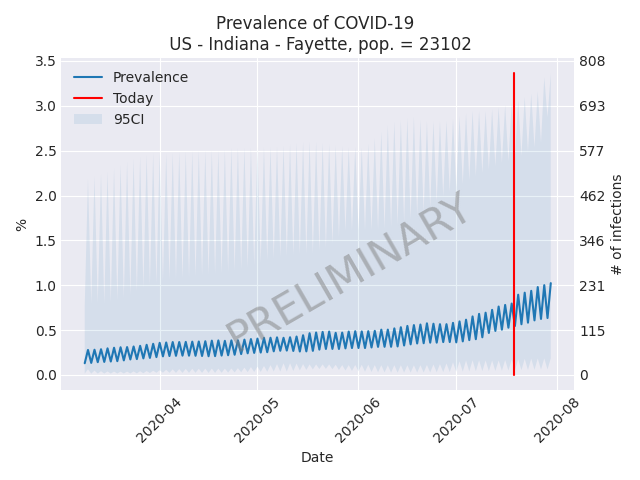 Prevalence of COVID-19
US - Indiana - Fayette, pop. = 23102
Prevalence
Today
95CI
3.5
3.0
2.5
2.0
1.5
1.0
0.5
0.0
%
808
693
577
462
346
231
115
0
# of infections
PRELIMINARY
2020-04
2020-05
2020-06
2020-07
2020-08
Date